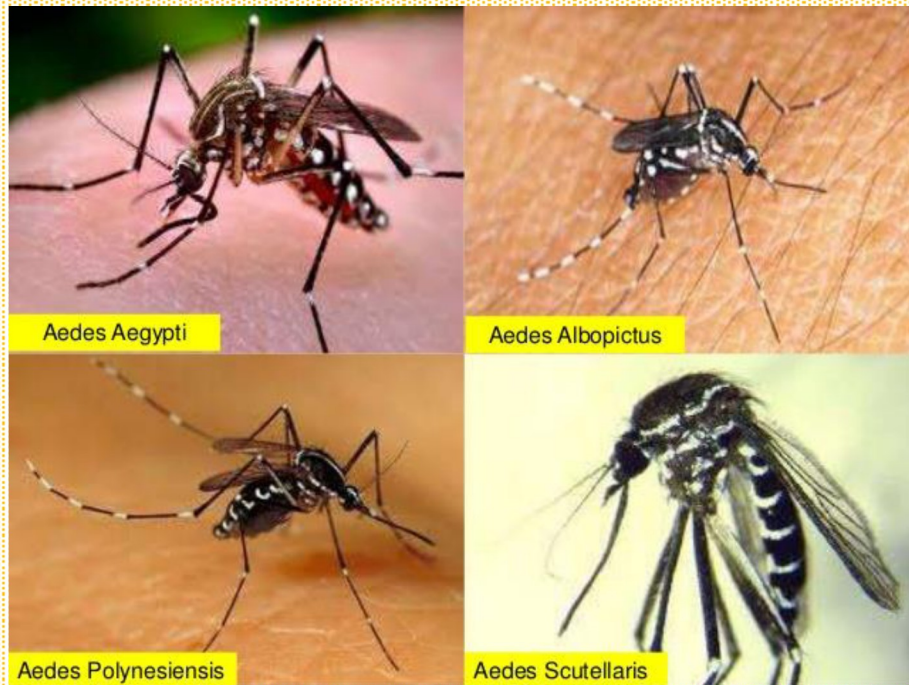 Aedes Aegypti
Aedes Albopictus
Aedes Polynesiensis
Aedes Scutellaris